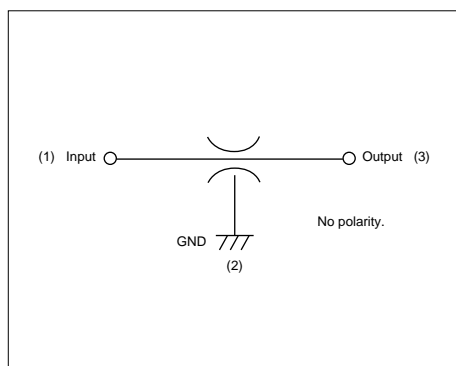 (1) Input Output (3)
No polarity.
GND
(2)